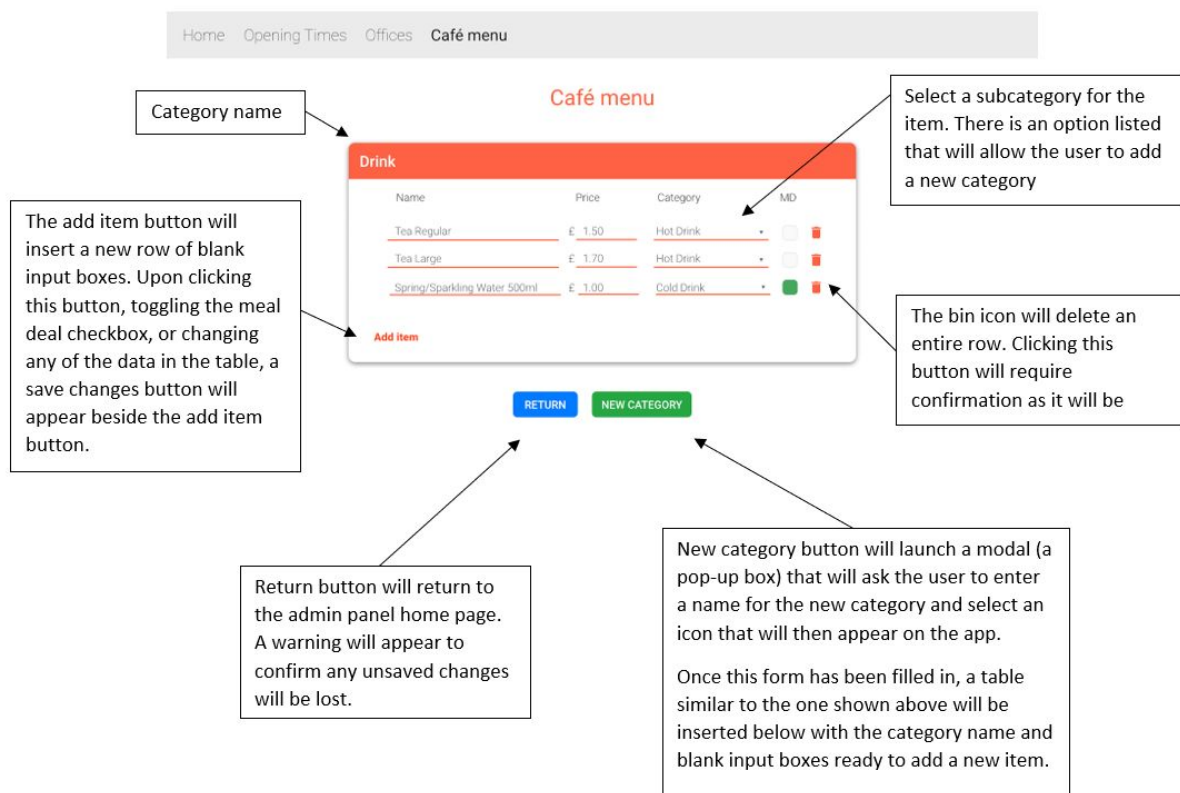 Home Opening Times Offices Café menu
Café menu
Category name
Select a subcategory for the
item. There is an option listed
that will allow the user to add
a new category
Drink
Name Price Category MD
Tea Regular £ 1.50 Hot Drink
Tea Large £ 1.70 Hot Drink
Spring/Sparkling Water 500ml £ 1.00 Cold Drink
Add item
The add item button will
insert a new row of blank
input boxes. Upon clicking
this button, toggling the meal
deal checkbox, or changing
any of the data in the table, a
save changes button will
appear beside the add item
button.
The bin icon will delete an
entire row. Clicking this
button will require
confirmation as it will be
RETURN NEW CATEGORY
Return button will return to
the admin panel home page.
A warning will appear to
confirm any unsaved changes
will be lost.
New category button will launch a modal (a
pop-up box) that will ask the user to enter
a name for the new category and select an
icon that will then appear on the app.
Once this form has been filled in, a table
similar to the one shown above will be
inserted below with the category name and
blank input boxes ready to add a new item.